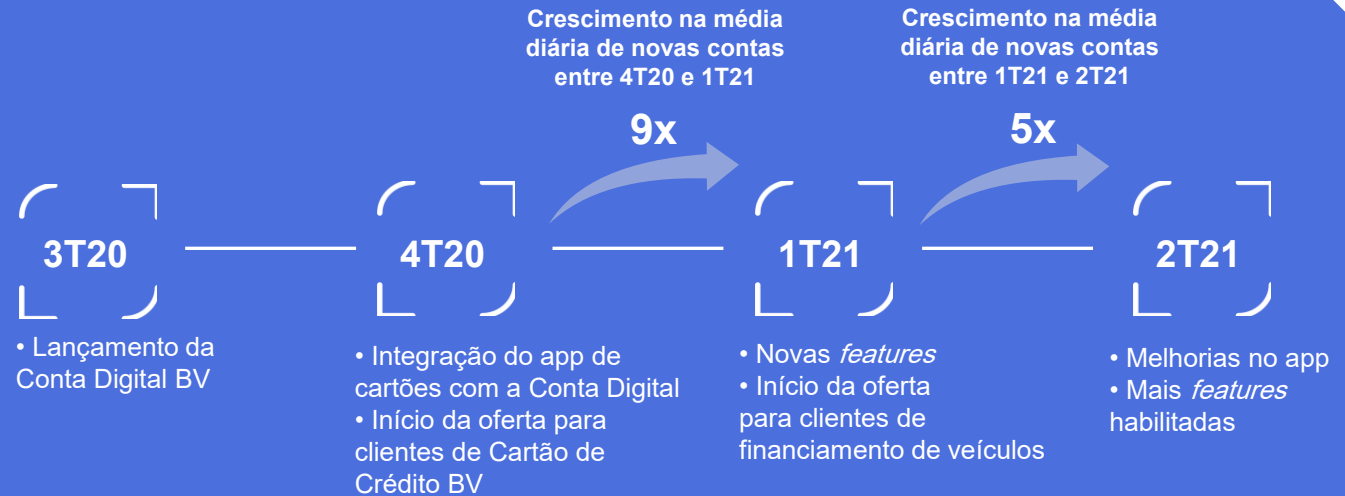 Crescimento na média
diária de novas contas
entre 4T20 e 1T21
9x
Crescimento na média
diária de novas contas
entre 1T21 e 2T21
5x
3T20
4T20
1T21
2T21
• Lançamento da
Conta Digital BV
• Integração do app de
cartões com a Conta Digital
• Início da oferta para
clientes de Cartão de
Crédito BV
• Novas features
• Início da oferta
para clientes de
financiamento de veículos
• Melhorias no app
• Mais features
habilitadas